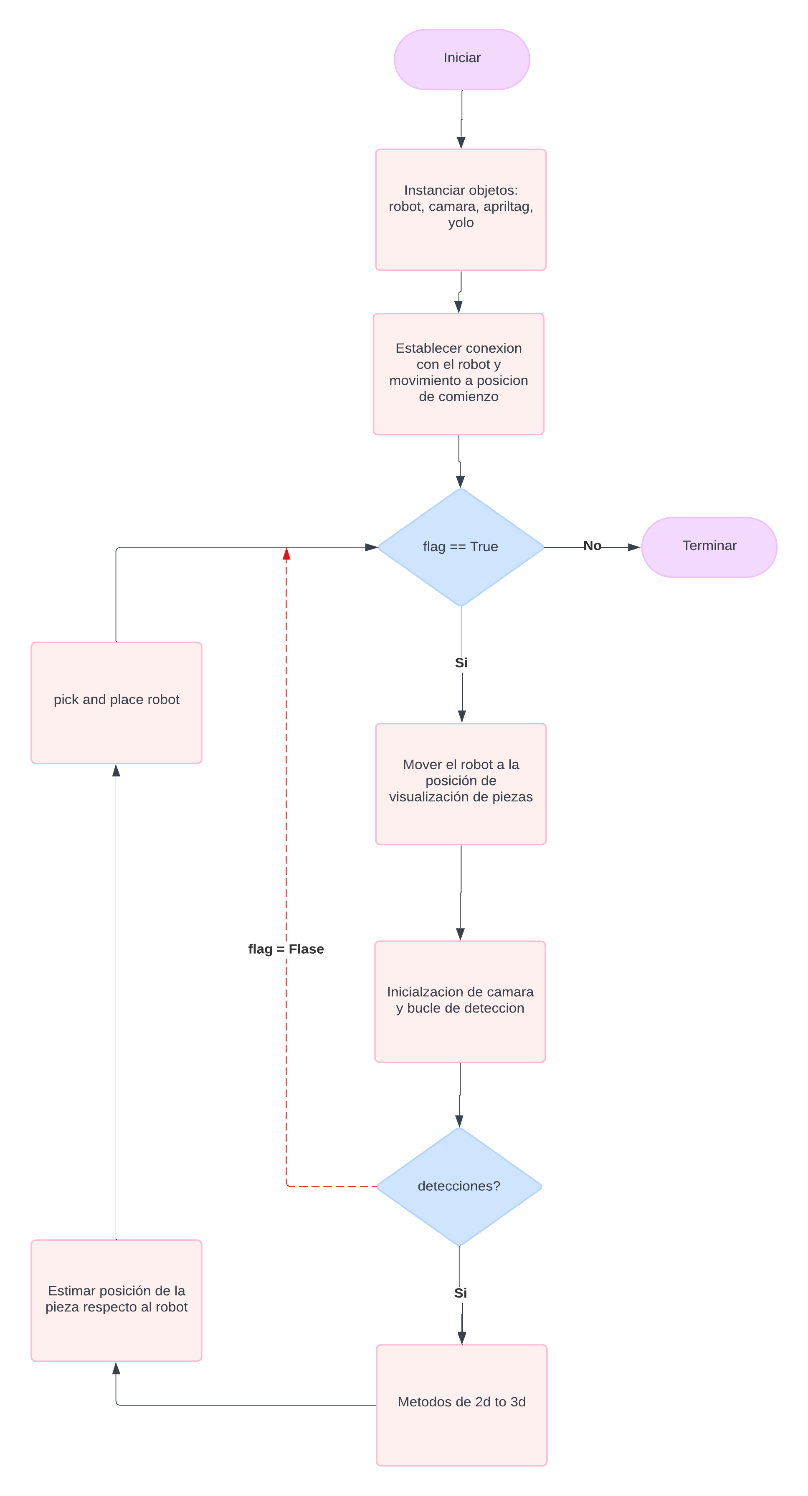 Iniciar
Instanciar objetos:
robot, camara, apriltag,
yolo
Establecer conexion
con el robot y
movimiento a posicion
de comienzo
flag == True
No
Terminar
Si
pick and place robot
Mover el robot a la
posición de
visualización de piezas
flag = Flase
Inicialzacion de camara
y bucle de deteccion
detecciones?
Si
Estimar posición de la
pieza respecto al robot
Metodos de 2d to 3d